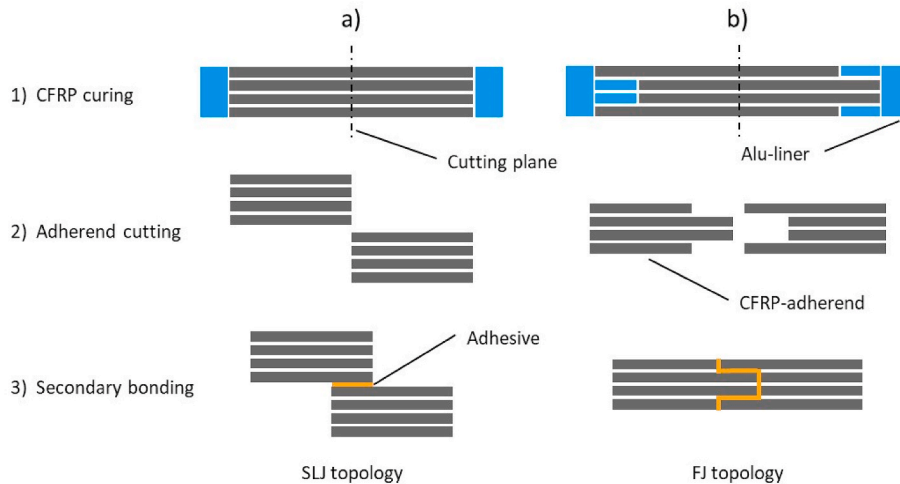 a)
b)
1) CFRP curing
Cutting plane
Alu-liner
2) Adherend cutting
CFRP-adherend
Adhesive
3) Secondary bonding
SLJ topology
FJ topology